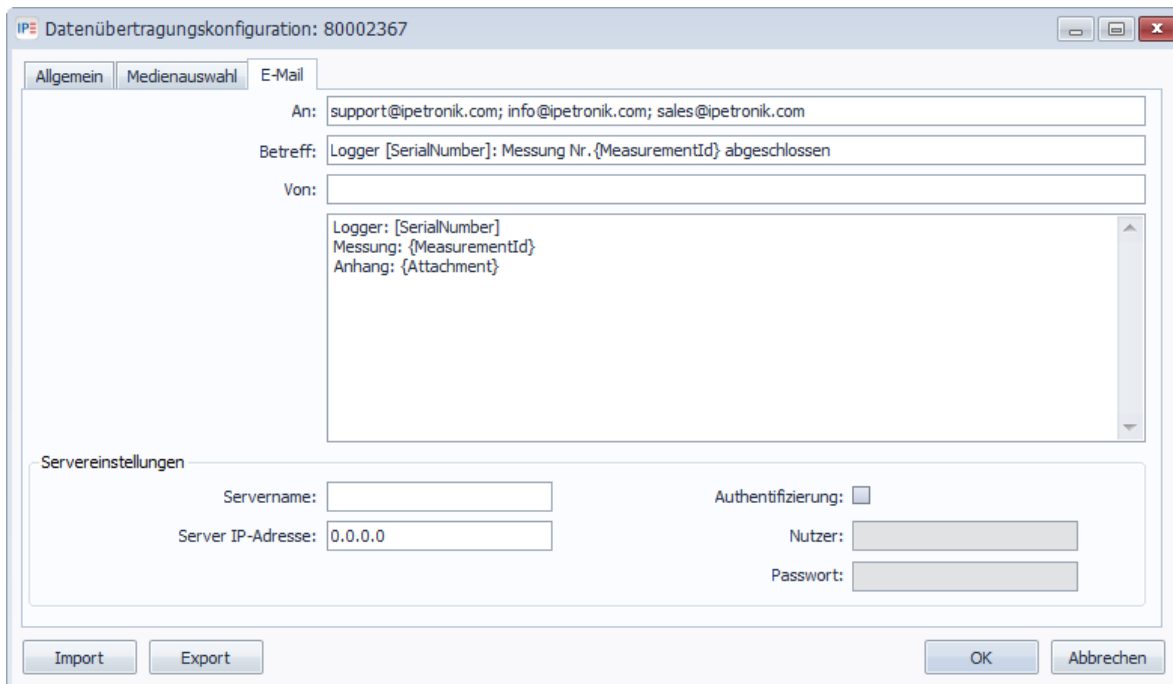 IPE Datenübertragungskonfiguration: 80002367
Allgemein Medienauswahl E-Mail
An: support@ipetronik.com; info@ipetronik.com; sales@ipetronik.com
Betreff: Logger [SerialNumber]: Messung Nr.{MeasurementId} abgeschlossen
Von:
Logger: [SerialNumber]
Messung: {MeasurementId}
Anhang: {Attachment}
Servereinstellungen
Servername: Authentifizierung:
Server IP-Adresse: 0.0.0.0 Nutzer:
Passwort:
Import Export OK Abbrechen